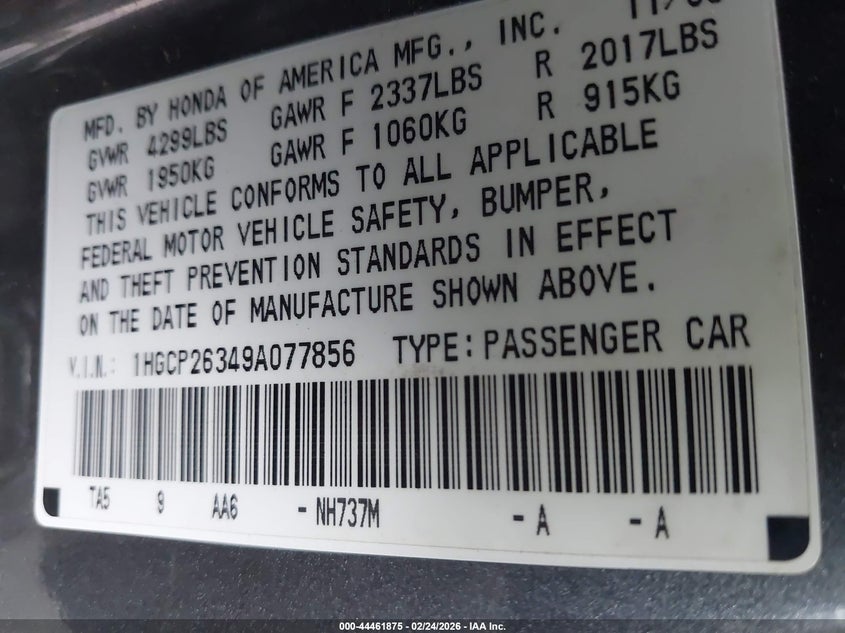 MFD. BY HONDA OF AMERICA MFG., INC.
GVWR 4299LBS GAWR F 2337LBS R 2017LBS
GVWR 1950KG GAWR F 1060KG R 915KG
THIS VEHICLE CONFORMS TO ALL APPLICABLE
FEDERAL MOTOR VEHICLE SAFETY, BUMPER,
AND THEFT PREVENTION STANDARDS IN EFFECT
ON THE DATE OF MANUFACTURE SHOWN ABOVE.
V.I.N.: 1HGCP26349A077856 TYPE: PASSENGER CAR
TA5 9 AA6 - NH737M - A - A
000-44461875 - 02/24/2026 - IAA Inc.